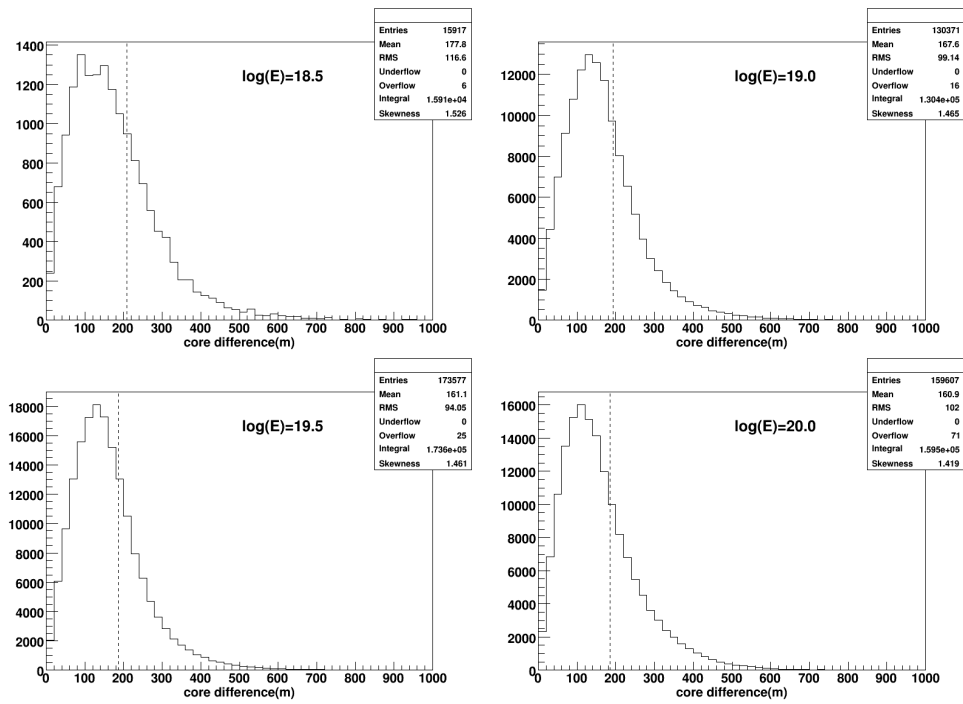 Entries 15917
Mean 177.8
RMS 116.6
Underflow 0
Overflow 6
Integral 1.591e+04
Skewness 1.526
log(E)=18.5
1400
1200
1000
800
600
400
200
0
0 100 200 300 400 500 600 700 800 900 1000
core difference(m)
Entries 130371
Mean 167.6
RMS 99.14
Underflow 0
Overflow 16
Integral 1.304e+05
Skewness 1.465
log(E)=19.0
12000
10000
8000
6000
4000
2000
0
0 100 200 300 400 500 600 700 800 900 1000
core difference(m)
Entries 173577
Mean 161.1
RMS 94.05
Underflow 0
Overflow 25
Integral 1.736e+05
Skewness 1.461
log(E)=19.5
18000
16000
14000
12000
10000
8000
6000
4000
2000
0
0 100 200 300 400 500 600 700 800 900 1000
core difference(m)
Entries 159607
Mean 160.9
RMS 102
Underflow 0
Overflow 71
Integral 1.595e+05
Skewness 1.419
log(E)=20.0
16000
14000
12000
10000
8000
6000
4000
2000
0
0 100 200 300 400 500 600 700 800 900 1000
core difference(m)